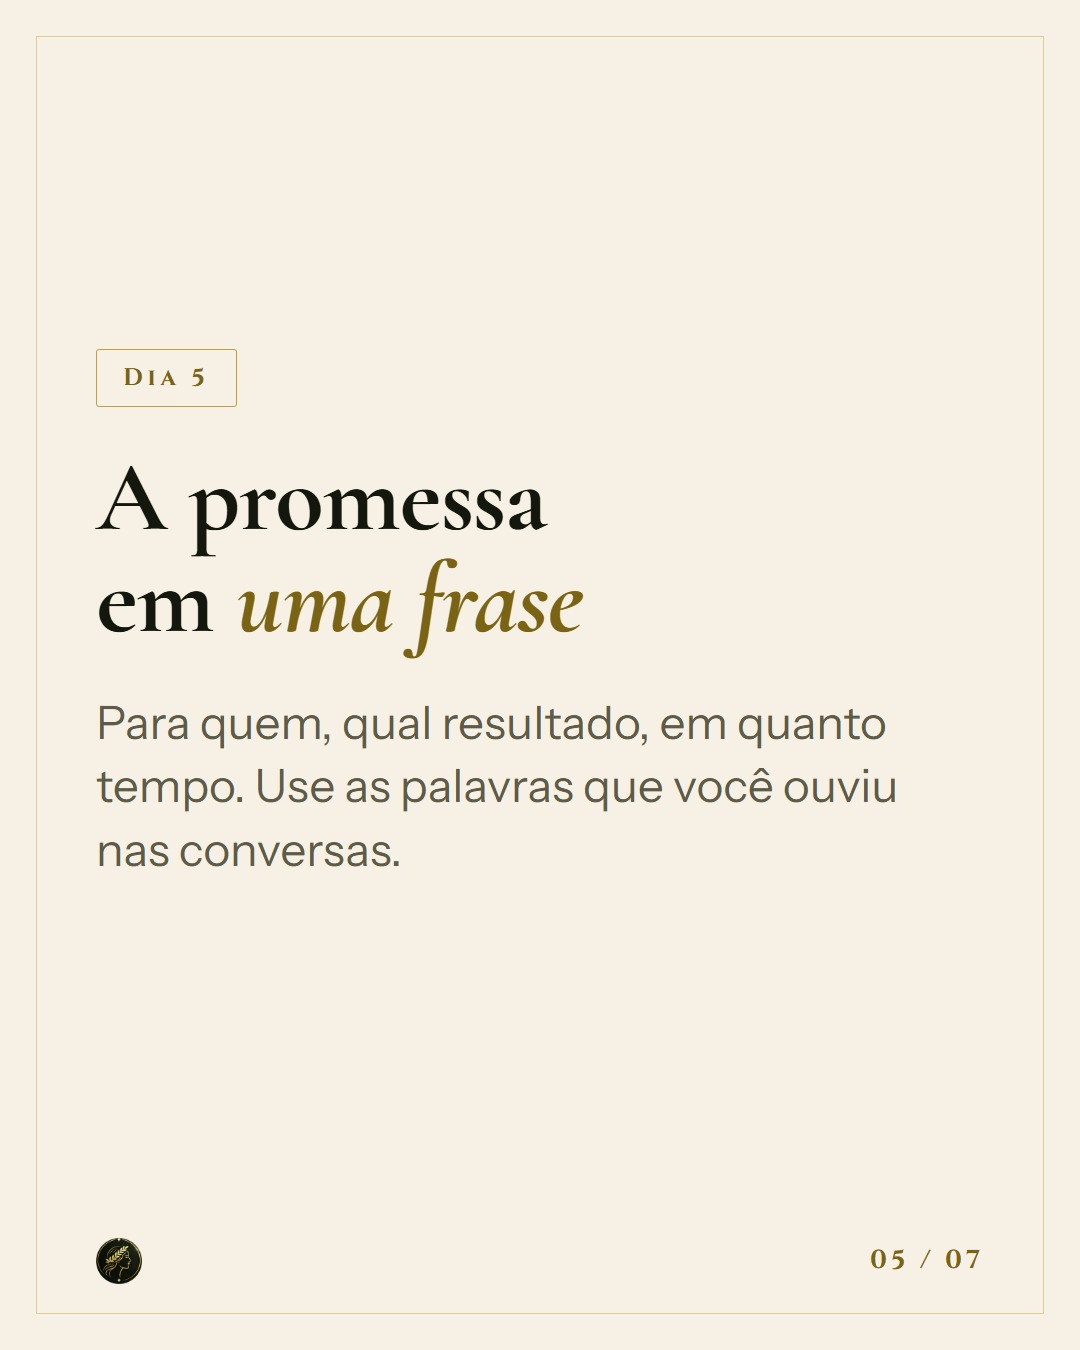 Dia 5
A promessa
em uma frase
Para quem, qual resultado, em quanto
tempo. Use as palavras que você ouviu
nas conversas.
05 / 07